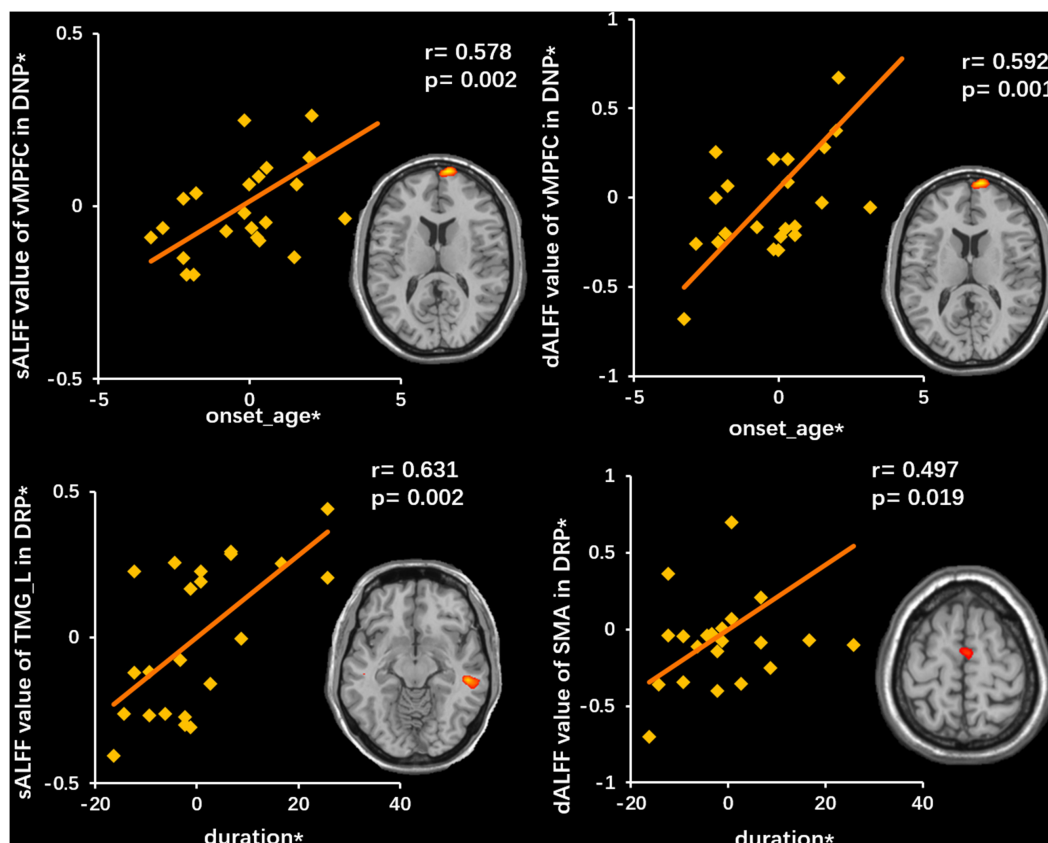 sALFF value of vMPFC in DNP*
0.5
0
-0.5
-5
0
5
onset_age*
r= 0.578
p= 0.002
dALFF value of vMPFC in DNP*
1
0.5
0
-0.5
-1
-5
0
5
onset_age*
r= 0.592
p= 0.001
sALFF value of TMG_L in DRP*
0.5
0
-0.5
-20
0
20
40
duration*
r= 0.631
p= 0.002
dALFF value of SMA in DRP*
1
0.5
0
-0.5
-1
-20
0
20
40
duration*
r= 0.497
p= 0.019